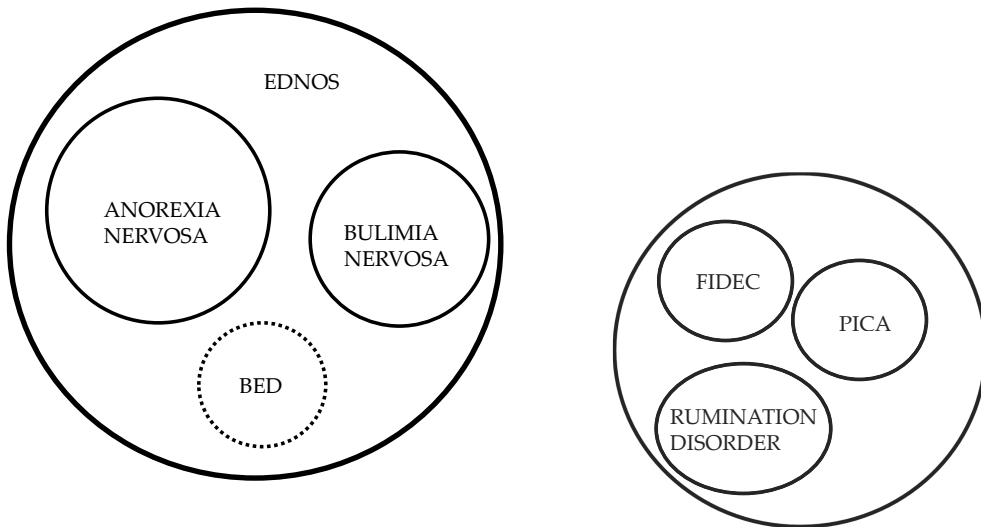 EDNOS
ANOREXIA
NERVOSA
BULIMIA
NERVOSA
BED
FIDEC
PICA
RUMINATION
DISORDER